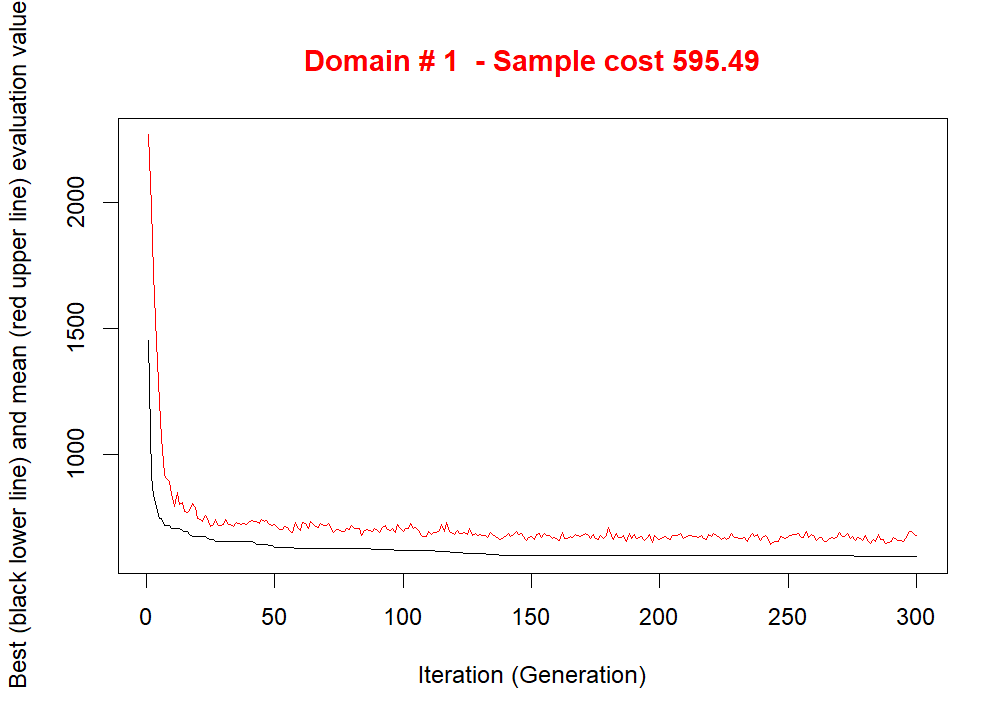 Domain # 1  - Sample cost 595.49
Best (black lower line) and mean (red upper line) evaluation value
2000
1500
1000
0 50 100 150 200 250 300
Iteration (Generation)